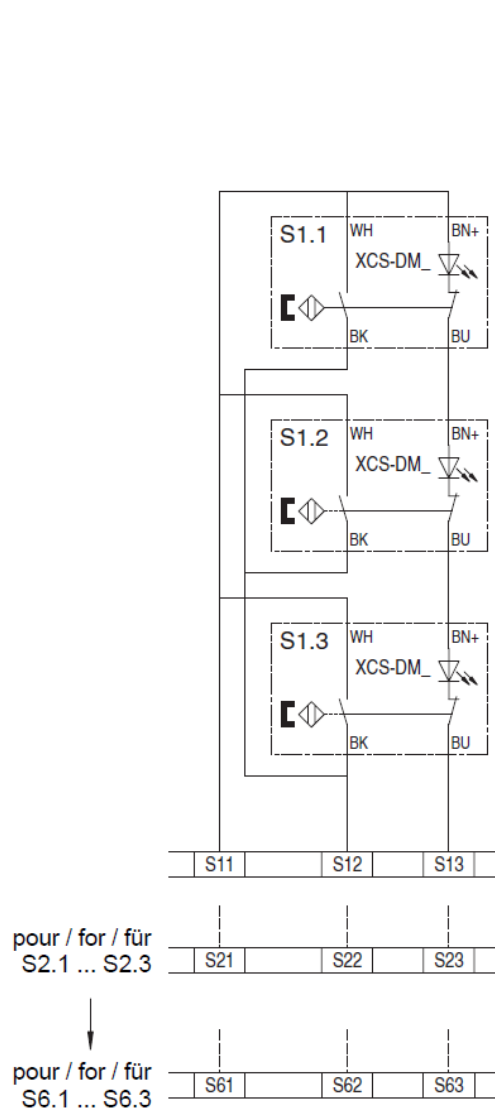 S1.1 WH BN+
XCS-DM_
BK BU
S1.2 WH BN+
XCS-DM_
BK BU
S1.3 WH BN+
XCS-DM_
BK BU
S11 S12 S13
pour / for / für
S2.1 ... S2.3 S21 S22 S23
pour / for / für
S6.1 ... S6.3 S61 S62 S63